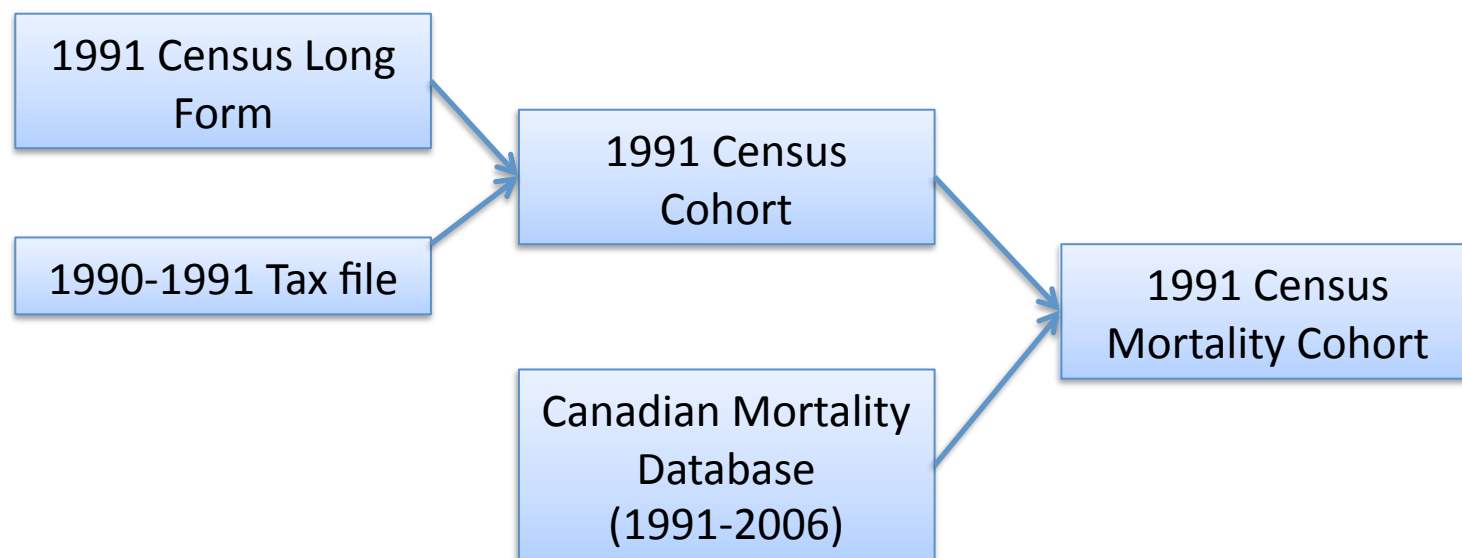 1991 Census Long
Form
1990-1991 Tax file
1991 Census
Cohort
Canadian Mortality
Database
(1991-2006)
1991 Census
Mortality Cohort